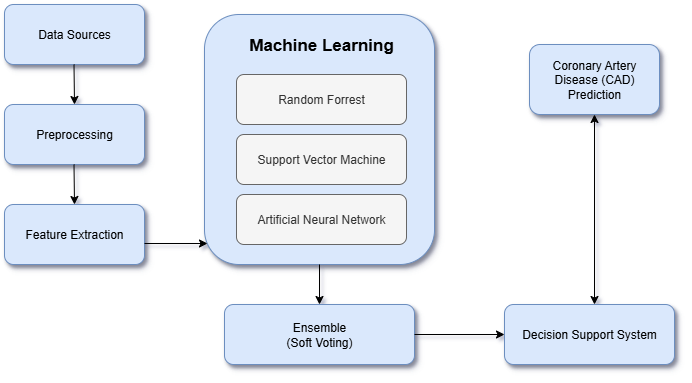 Data Sources
Preprocessing
Feature Extraction
Machine Learning
Random Forrest
Support Vector Machine
Artificial Neural Network
Ensemble
(Soft Voting)
Decision Support System
Coronary Artery
Disease (CAD)
Prediction